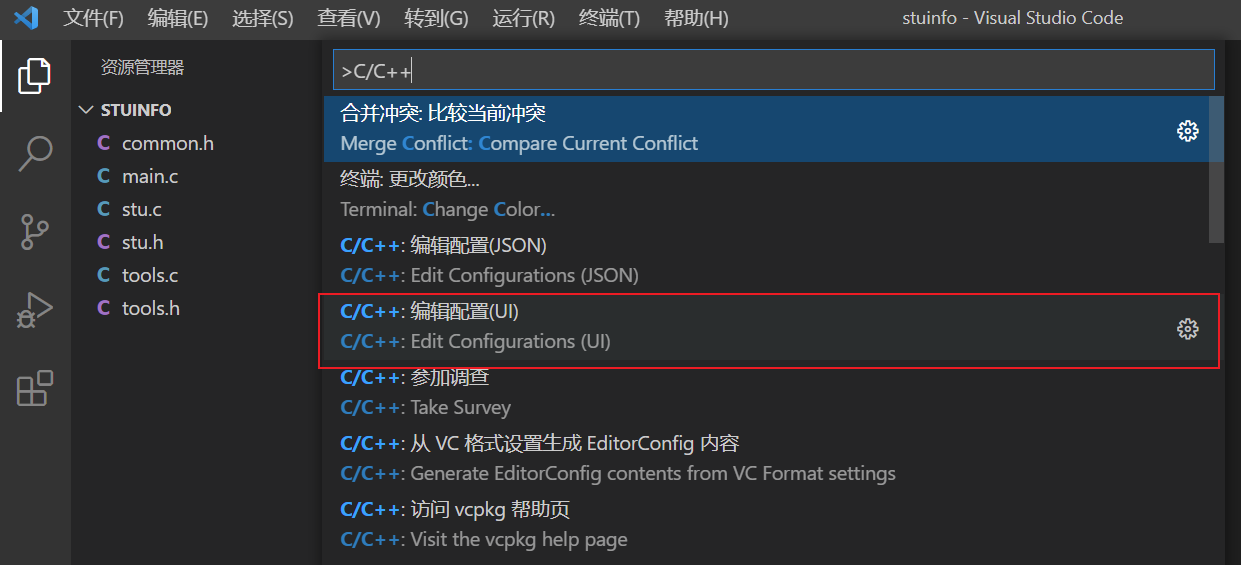 文件(F) 编辑(E) 选择(S) 查看(V) 转到(G) 运行(R) 终端(T) 帮助(H) stuinfo - Visual Studio Code
资源管理器
STUINFO
C common.h
C main.c
C stu.c
C stu.h
C tools.c
C tools.h
>C/C++
合并冲突: 比较当前冲突
Merge Conflict: Compare Current Conflict
终端: 更改颜色...
Terminal: Change Color...
C/C++: 编辑配置(JSON)
C/C++: Edit Configurations (JSON)
C/C++: 编辑配置(UI)
C/C++: Edit Configurations (UI)
C/C++: 参加调查
C/C++: Take Survey
C/C++: 从 VC 格式设置生成 EditorConfig 内容
C/C++: Generate EditorConfig contents from VC Format settings
C/C++: 访问 vcpkg 帮助页
C/C++: Visit the vcpkg help page